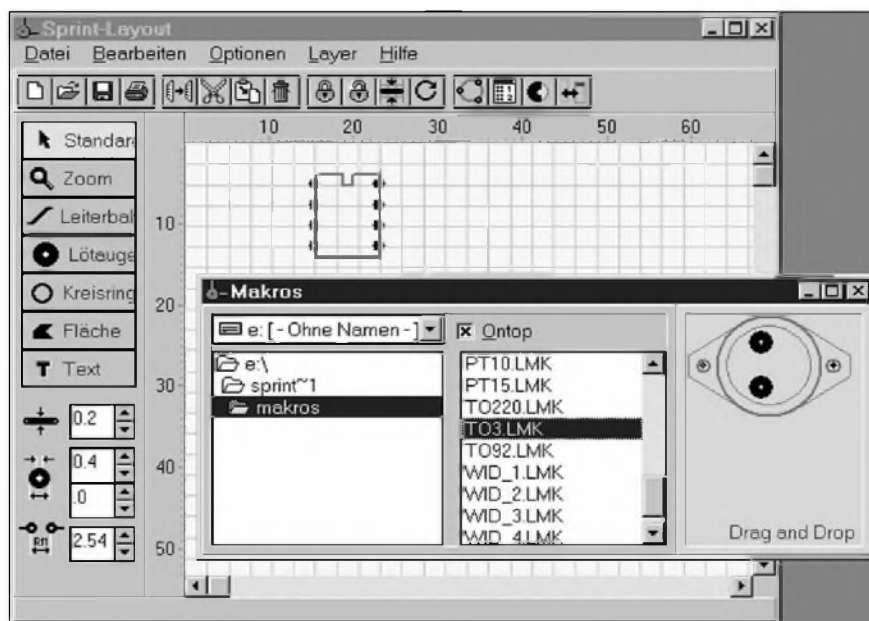 Sprint-Layout
Datei Bearbeiten Optionen Layer Hilfe
10 20 30 40 50 60
Standard
Zoom
Leiterbal
Lötauge
Kreisring
Fläche
Text
10
20
30
40
50
0.2
0.4
.0
2.54
Makros
e: [ - Ohne Namen - ]
Ontop
e:\
sprint~1
makros
PT10.LMK
PT15.LMK
TO220.LMK
TO3.LMK
TO92.LMK
WID_1.LMK
WID_2.LMK
WID_3.LMK
WID_4.LMK
Drag and Drop